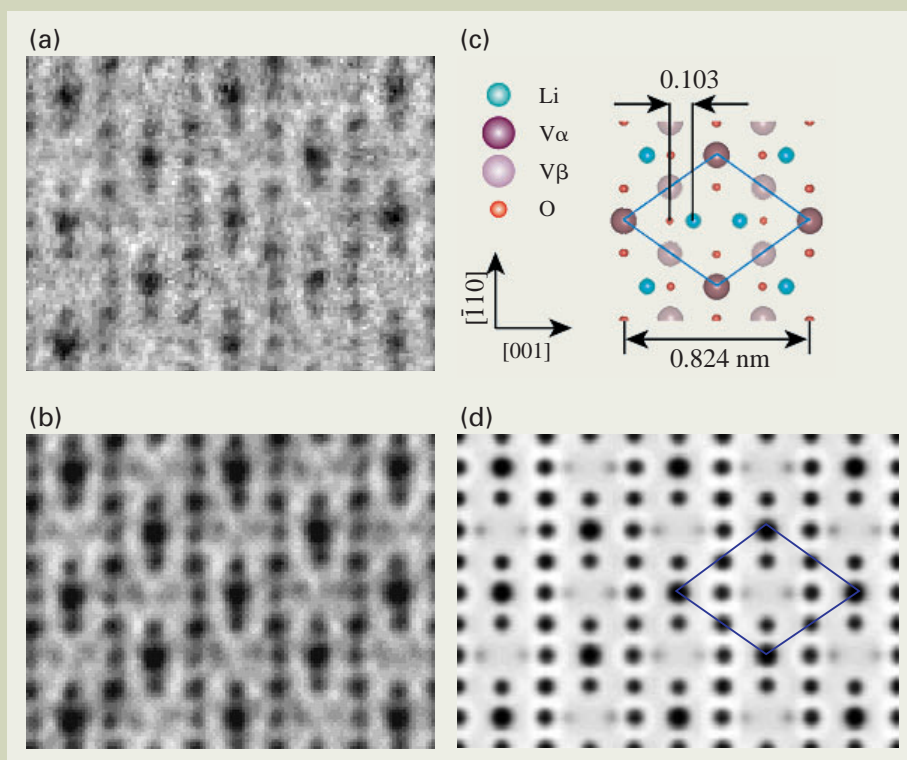 (a)
(c)
0.103
Li
Vα
Vβ
O
[1̄10]
[001]
0.824 nm
(b)
(d)